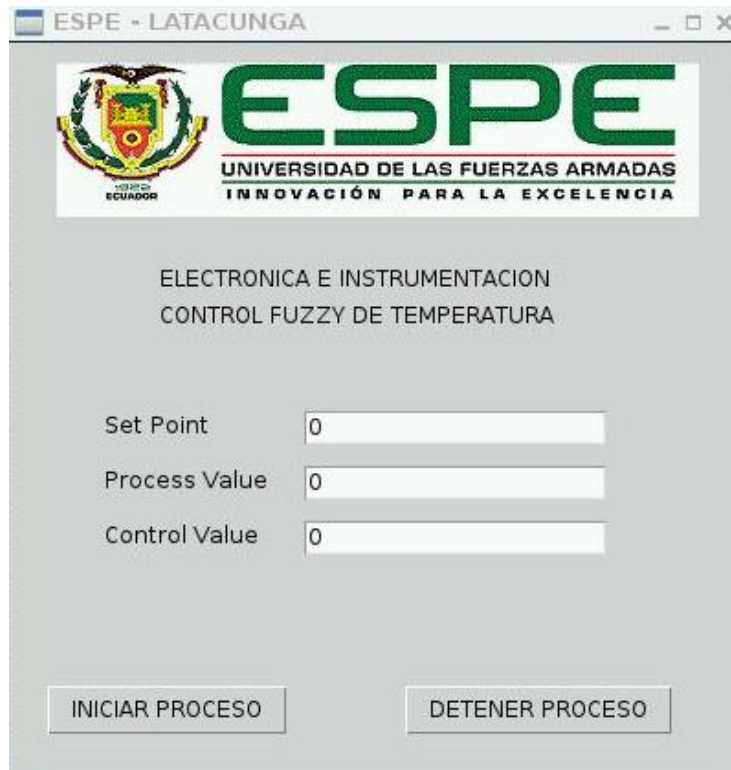 ESPE - LATACUNGA
ESPE
UNIVERSIDAD DE LAS FUERZAS ARMADAS
INNOVACIÓN PARA LA EXCELENCIA
1922
ECUADOR
ELECTRONICA E INSTRUMENTACION
CONTROL FUZZY DE TEMPERATURA
Set Point 0
Process Value 0
Control Value 0
INICIAR PROCESO DETENER PROCESO